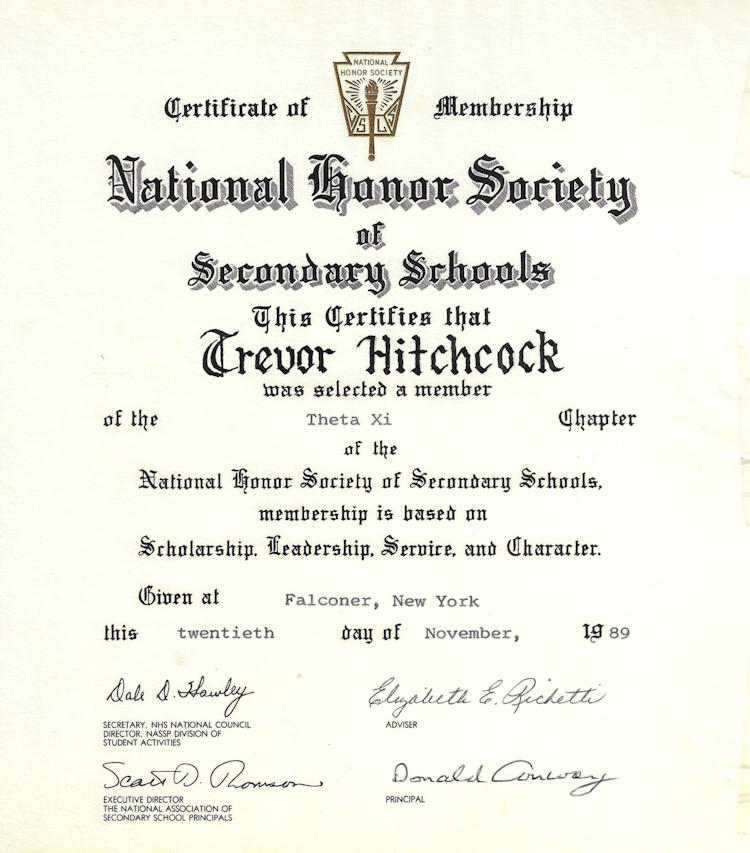 NATIONAL
HONOR SOCIETY
S L
Certificate of Membership
National Honor Society
of
Secondary Schools
This Certifies that
Trevor Hitchcock
was selected a member
of the Theta Xi Chapter
of the
National Honor Society of Secondary Schools,
membership is based on
Scholarship, Leadership, Service, and Character.
Given at Falconer, New York
this twentieth day of November, 19 89
Dale D. Hawley
SECRETARY, NHS NATIONAL COUNCIL
DIRECTOR, NASSP DIVISION OF
STUDENT ACTIVITIES
Elizabeth E. Richetti
ADVISER
Scott D. Thomson
EXECUTIVE DIRECTOR
THE NATIONAL ASSOCIATION OF
SECONDARY SCHOOL PRINCIPALS
Donald Conway
PRINCIPAL